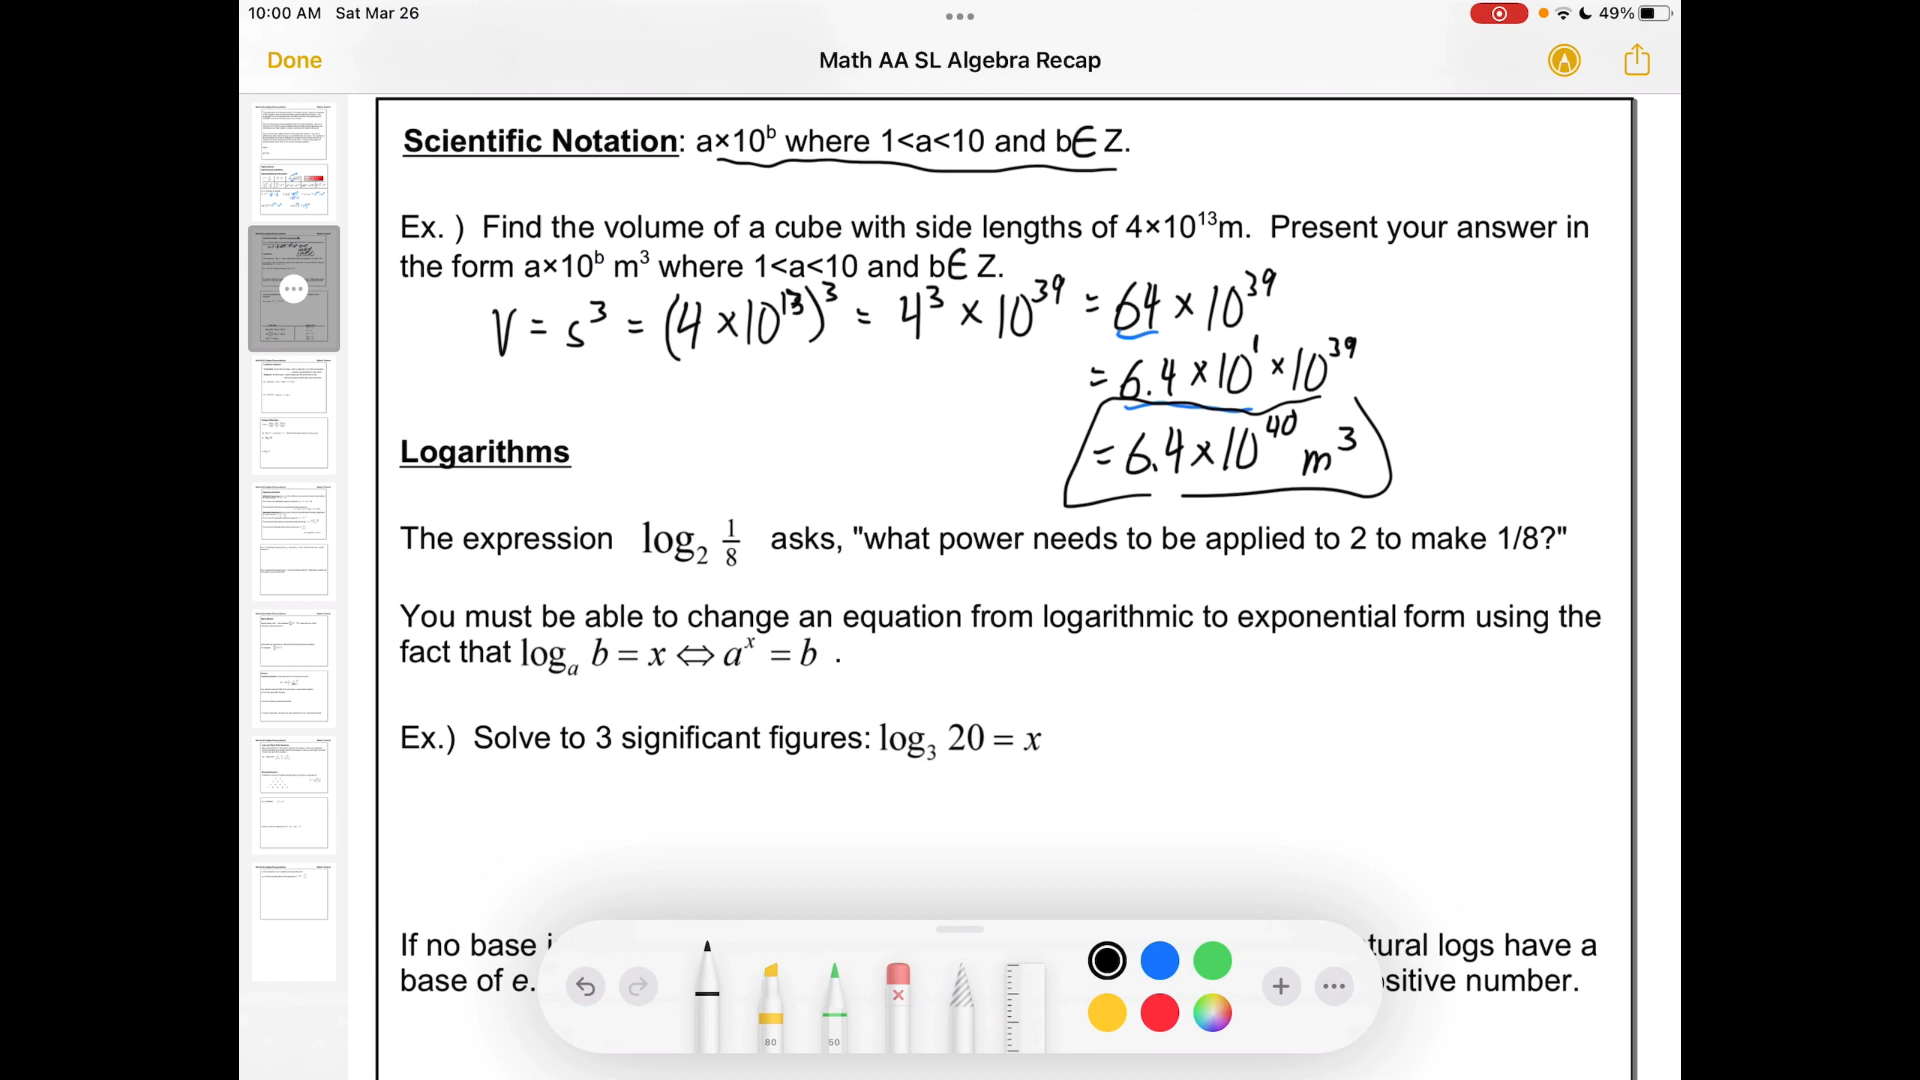 10:00 AM Sat Mar 26
49%
Done
Math AA SL Algebra Recap
Scientific Notation: a×10ᵇ where 1<a<10 and b∈ Z.
Ex. ) Find the volume of a cube with side lengths of 4×10¹³m. Present your answer in
the form a×10ᵇ m³ where 1<a<10 and b∈ Z.
V = s³ = (4 ×10¹³)³ = 4³ × 10³⁹ = 64 × 10³⁹
= 6.4 × 10¹ × 10³⁹
= 6.4 × 10⁴⁰ m³
Logarithms
The expression log₂ 1/8 asks, "what power needs to be applied to 2 to make 1/8?"
You must be able to change an equation from logarithmic to exponential form using the
fact that logₐ b = x ⇔ aˣ = b .
Ex.) Solve to 3 significant figures: log₃ 20 = x
If no base tural logs have a
base of e. sitive number.
80
50